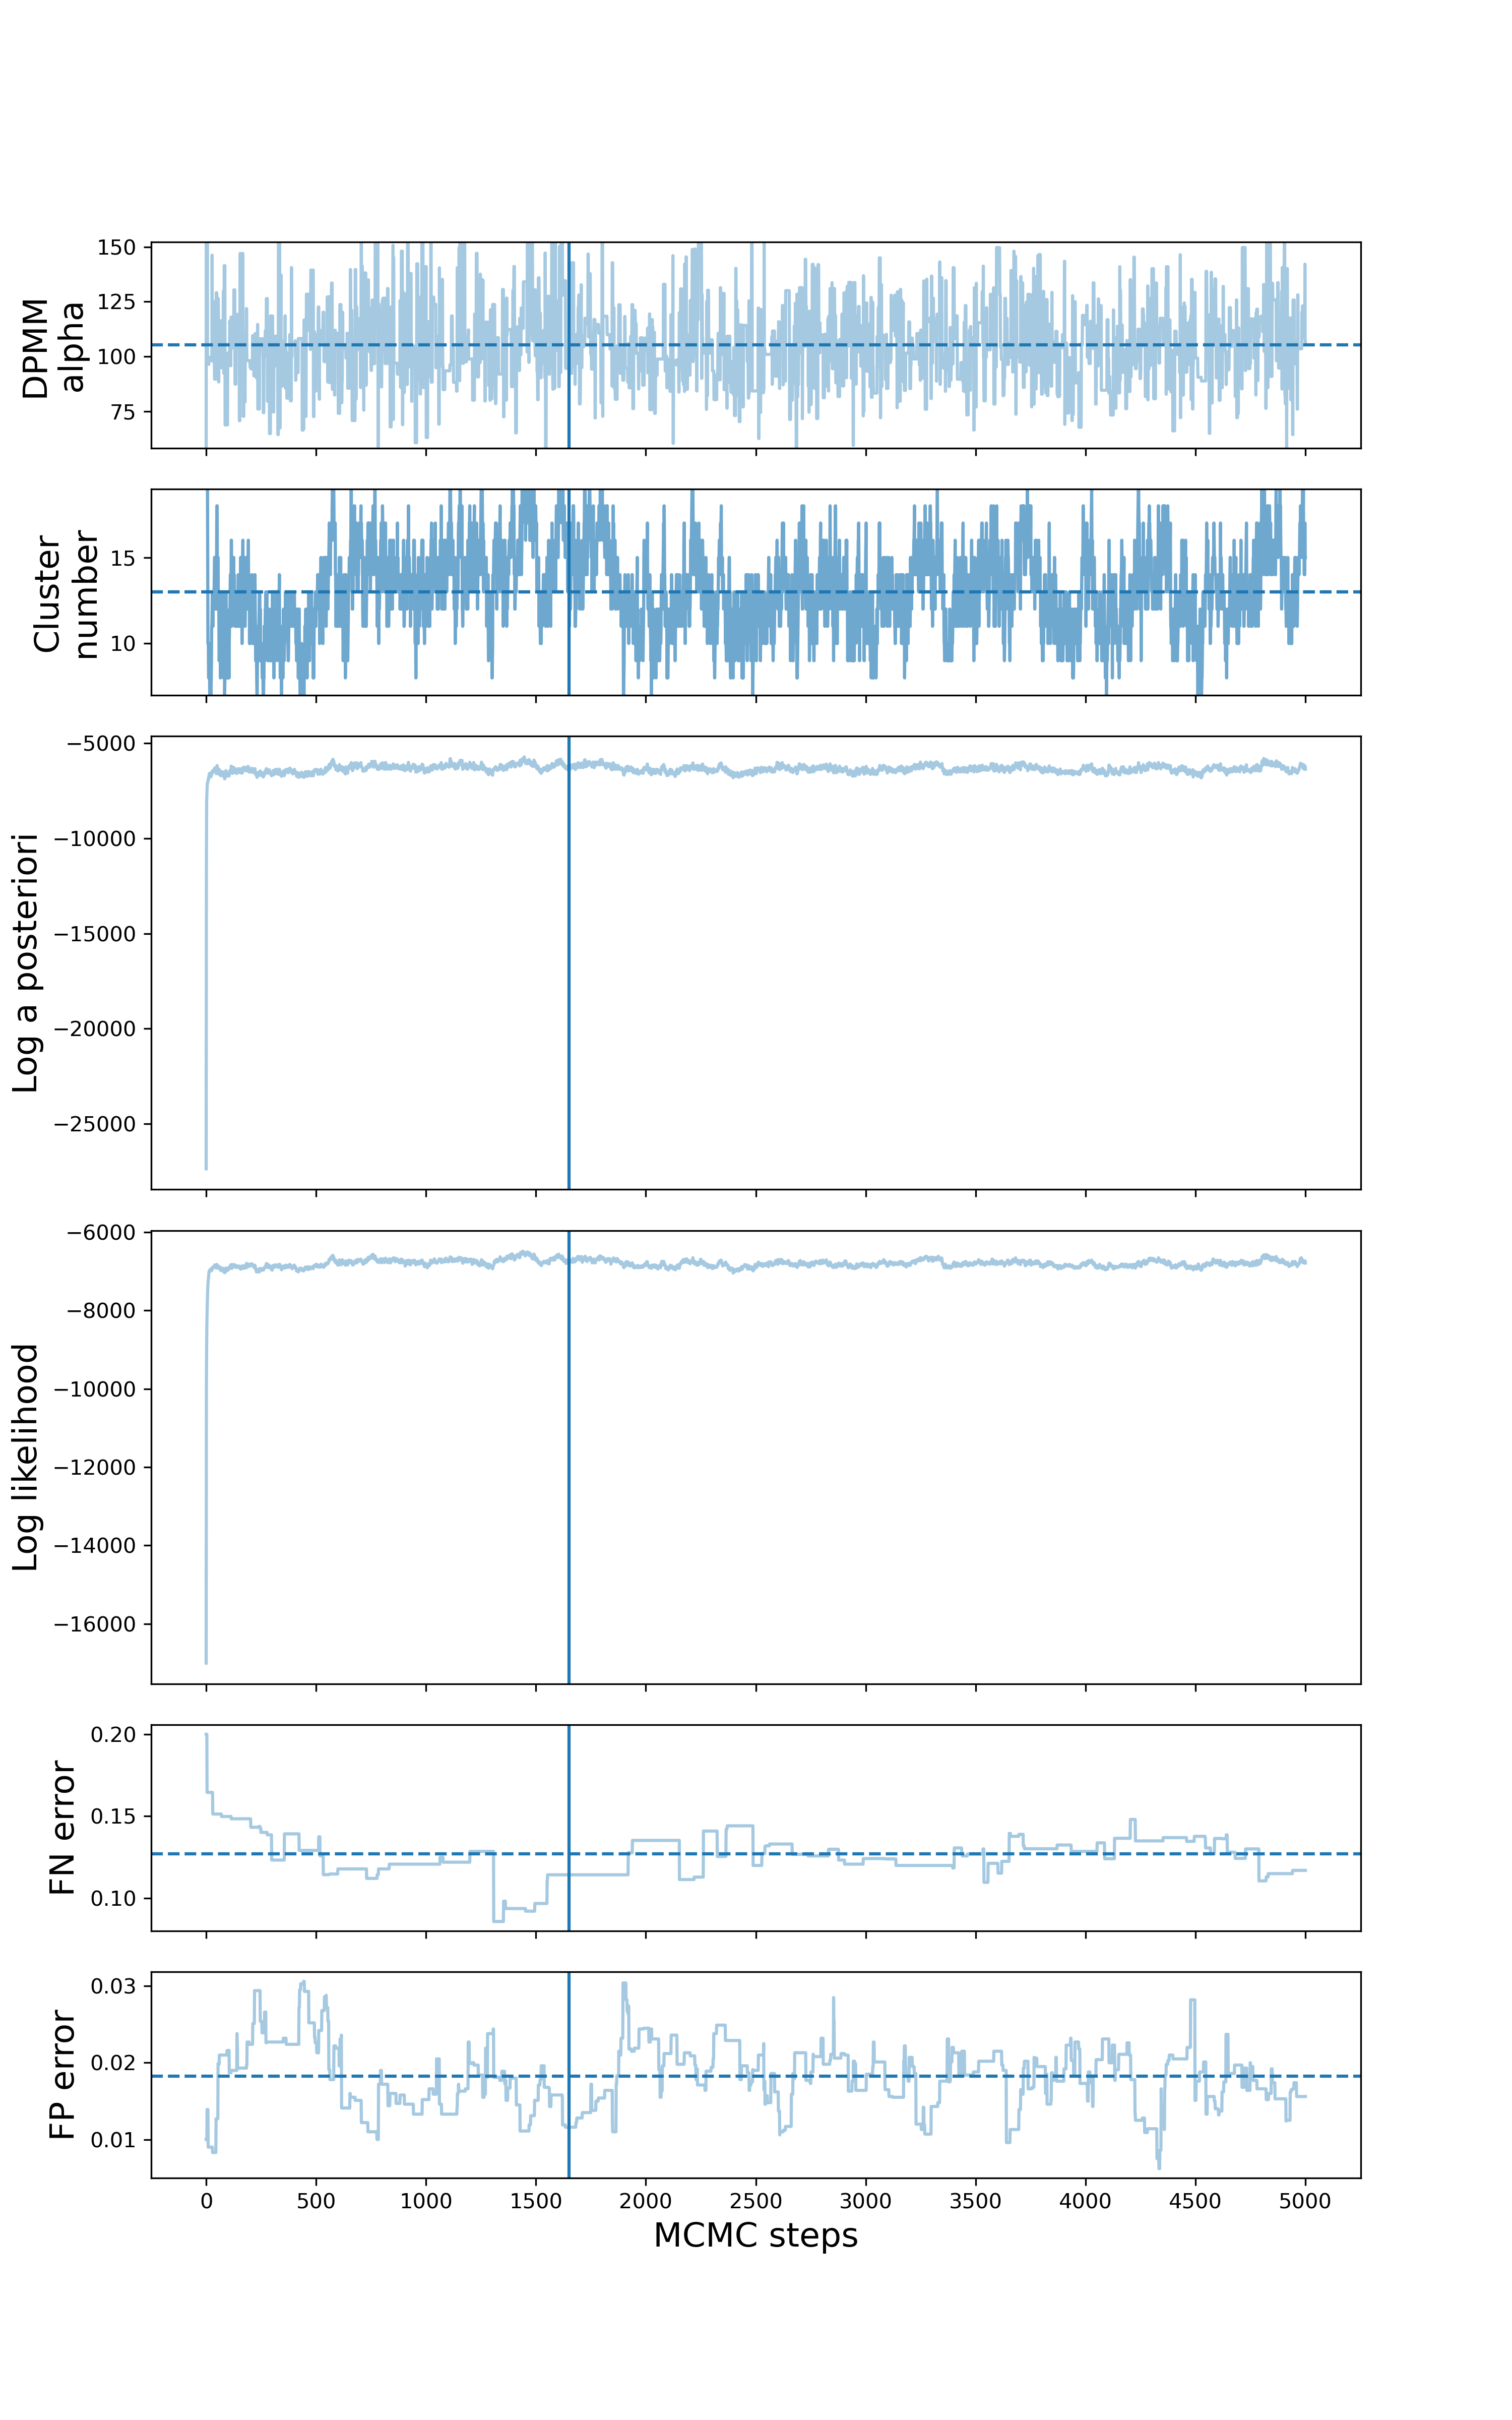 DPMM
alpha
150
125
100
75
Cluster
number
15
10
Log a posteriori
−5000
−10000
−15000
−20000
−25000
Log likelihood
−6000
−8000
−10000
−12000
−14000
−16000
FN error
0.20
0.15
0.10
FP error
0.03
0.02
0.01
0 500 1000 1500 2000 2500 3000 3500 4000 4500 5000
MCMC steps